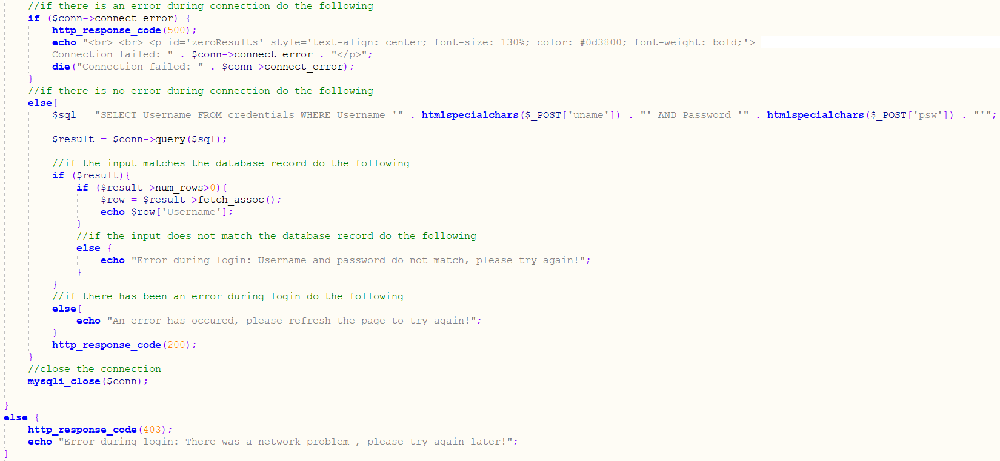 //if there is an error during connection do the following
if ($conn->connect_error) {
http_response_code(500);
echo "<br> <br> <p id='zeroResults' style='text-align: center; font-size: 130%; color: #0d3800; font-weight: bold;'>
Connection failed: " . $conn->connect_error . "</p>";
die("Connection failed: " . $conn->connect_error);
}
//if there is no error during connection do the following
else{
$sql = "SELECT Username FROM credentials WHERE Username='" . htmlspecialchars($_POST['uname']) . "' AND Password='" . htmlspecialchars($_POST['psw']) . "'";
$result = $conn->query($sql);
//if the input matches the database record do the following
if ($result){
if ($result->num_rows>0){
$row = $result->fetch_assoc();
echo $row['Username'];
}
//if the input does not match the database record do the following
else {
echo "Error during login: Username and password do not match, please try again!";
}
}
//if there has been an error during login do the following
else{
echo "An error has occured, please refresh the page to try again!";
}
http_response_code(200);
}
//close the connection
mysqli_close($conn);
}
else {
http_response_code(403);
echo "Error during login: There was a network problem , please try again later!";
}